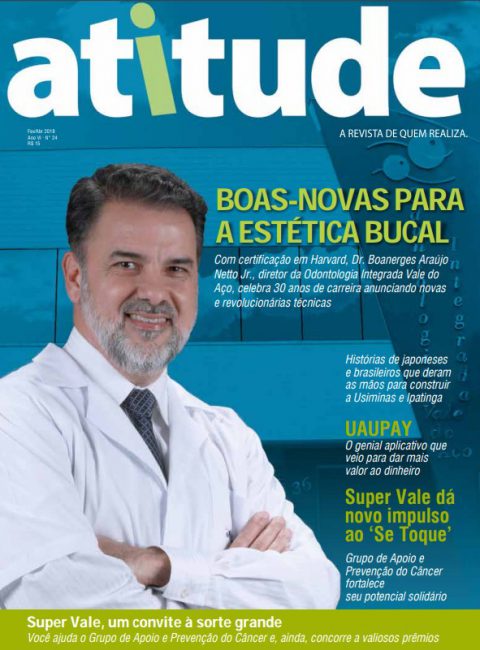 atitude
Fev/Abr 2018
Ano VI - N° 24
R$ 15
A REVISTA DE QUEM REALIZA.
BOAS-NOVAS PARA
A ESTÉTICA BUCAL
Com certificação em Harvard, Dr. Boanerges Araújo
Netto Jr., diretor da Odontologia Integrada Vale do
Aço, celebra 30 anos de carreira anunciando novas
e revolucionárias técnicas
Histórias de japoneses
e brasileiros que deram
as mãos para construir
a Usiminas e Ipatinga
UAUPAY
O genial aplicativo que
veio para dar mais
valor ao dinheiro
36
Super Vale dá
novo impulso
ao ‘Se Toque’
Grupo de Apoio e
Prevenção do Câncer
fortalece
seu potencial solidário
Super Vale, um convite à sorte grande
Você ajuda o Grupo de Apoio e Prevenção do Câncer e, ainda, concorre a valiosos prêmios